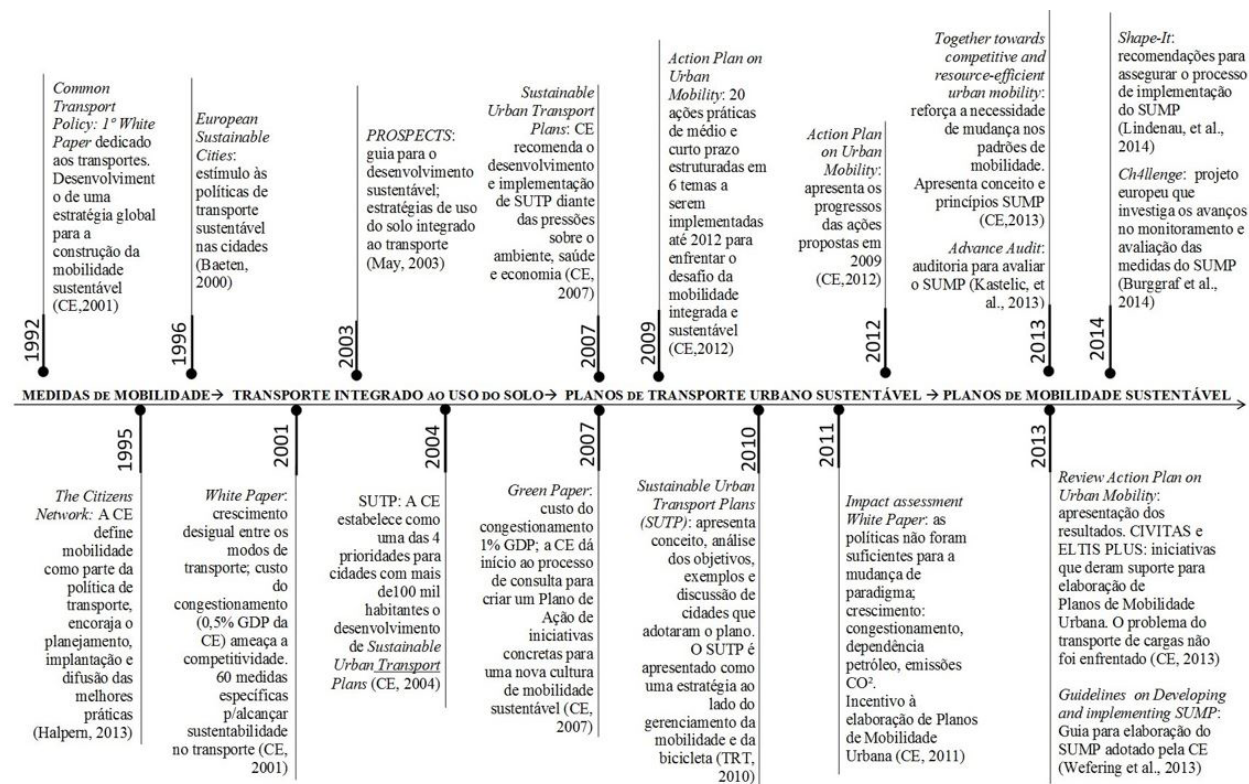 1992
Common
Transport
Policy: 1º White
Paper dedicado
aos transportes.
Desenvolviment
o de uma
estratégia global
para a
construção da
mobilidade
sustentável
(CE,2001)
1996
European
Sustainable
Cities:
estímulo às
políticas de
transporte
sustentável
nas cidades
(Baeten,
2000)
2003
PROSPECTS:
guia para o
desenvolvimento
sustentável;
estratégias de uso
do solo integrado
ao transporte
(May, 2003)
2007
Sustainable
Urban Transport
Plans: CE
recomenda o
desenvolvimento
e implementação
de SUTP diante
das pressões
sobre o
ambiente, saúde
e economia (CE,
2007)
2009
Action Plan on
Urban
Mobility: 20
ações práticas
de médio e
curto prazo
estruturadas em
6 temas a
serem
implementadas
até 2012 para
enfrentar o
desafio da
mobilidade
integrada e
sustentável
(CE,2012)
2012
Action Plan
on Urban
Mobility:
apresenta os
progressos
das ações
propostas em
2009
(CE,2012)
2013
Together towards
competitive and
resource-efficient
urban mobility:
reforça a necessidade
de mudança nos
padrões de
mobilidade.
Apresenta conceito e
princípios SUMP
(CE,2013)
Advance Audit:
auditoria para avaliar
o SUMP (Kastelic, et
al., 2013)
2014
Shape-It:
recomendações para
assegurar o processo
de implementação
do SUMP
(Lindenau, et al.,
2014)
Ch4llenge: projeto
europeu que
investiga os avanços
no monitoramento e
avaliação das
medidas do SUMP
(Burggraf et al.,
2014)
MEDIDAS DE MOBILIDADE→ TRANSPORTE INTEGRADO AO USO DO SOLO→ PLANOS DE TRANSPORTE URBANO SUSTENTÁVEL → PLANOS DE MOBILIDADE SUSTENTÁVEL
1995
The Citizens
Network: A CE
define
mobilidade
como parte da
política de
transporte,
encoraja o
planejamento,
implantação e
difusão das
melhores
práticas
(Halpern, 2013)
2001
White Paper:
crescimento
desigual entre os
modos de
transporte; custo
do
congestionamento
(0,5% GDP da
CE) ameaça a
competitividade.
60 medidas
específicas
p/alcançar
sustentabilidade
no transporte (CE,
2001)
2004
SUTP: A CE
estabelece como
uma das 4
prioridades para
cidades com mais
de100 mil
habitantes o
desenvolvimento
de Sustainable
Urban Transport
Plans (CE, 2004)
2007
Green Paper:
custo do
congestionamento
1% GDP; a CE dá
início ao processo
de consulta para
criar um Plano de
Ação de
iniciativas
concretas para
uma nova cultura
de mobilidade
sustentável (CE,
2007)
2010
Sustainable Urban
Transport Plans
(SUTP): apresenta
conceito, análise
dos objetivos,
exemplos e
discussão de
cidades que
adotaram o plano.
O SUTP é
apresentado como
uma estratégia ao
lado do
gerenciamento da
mobilidade e da
bicicleta (TRT,
2010)
2011
Impact assessment
White Paper: as
políticas não foram
suficientes para a
mudança de
paradigma;
crescimento:
congestionamento,
dependência
petróleo, emissões
CO².
Incentivo à
elaboração de Planos
de Mobilidade
Urbana (CE, 2011)
2013
Review Action Plan on
Urban Mobility:
apresentação dos
resultados. CIVITAS e
ELTIS PLUS: iniciativas
que deram suporte para
elaboração de
Planos de Mobilidade
Urbana. O problema do
transporte de cargas não
foi enfrentado (CE, 2013)
Guidelines on Developing
and implementing SUMP:
Guia para elaboração do
SUMP adotado pela CE
(Wefering et al., 2013)